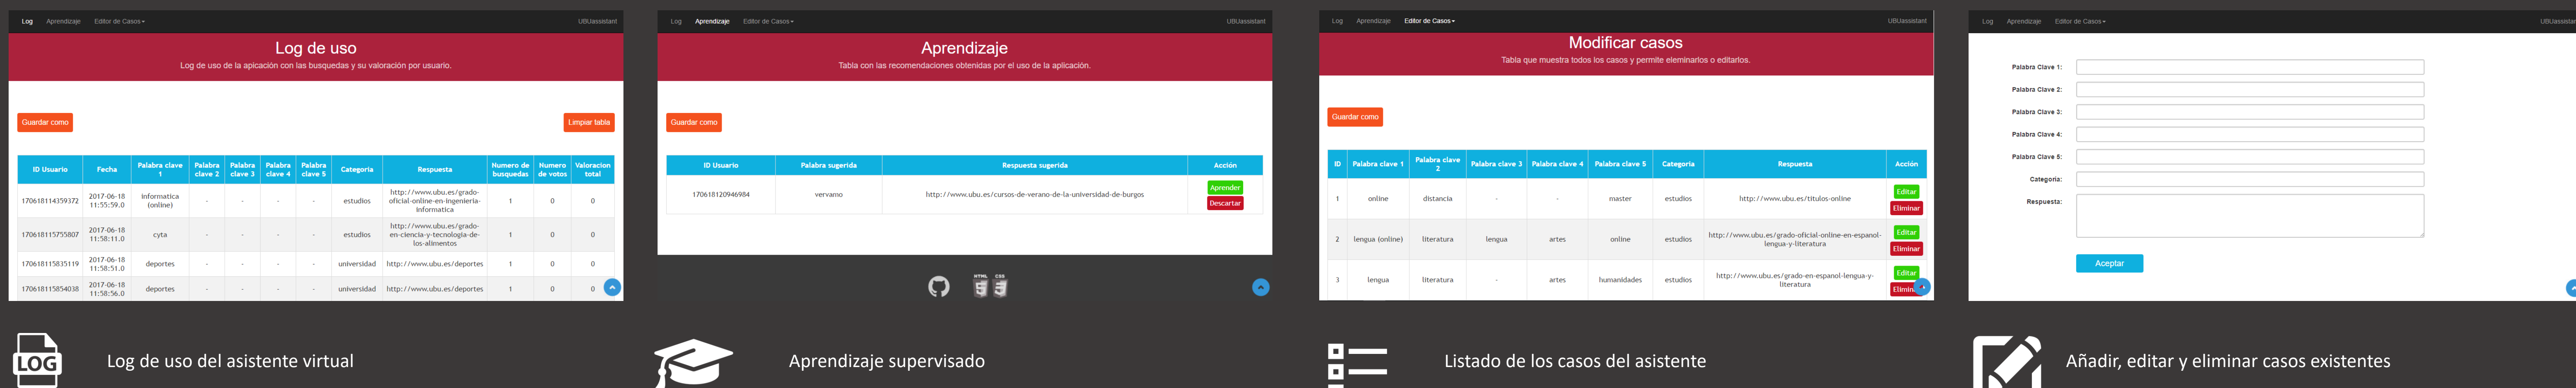 Log Aprendizaje Editor de Casos UBUassistant
Log de uso
Log de uso de la apicación con las busquedas y su valoración por usuario.
Guardar como Limpiar tabla
ID Usuario Fecha Palabra clave 1 Palabra clave 2 Palabra clave 3 Palabra clave 4 Palabra clave 5 Categoria Respuesta Numero de busquedas Numero de votos Valoracion total
170618114359372 2017-06-18 11:55:59.0 informatica (online) - - - - estudios http://www.ubu.es/grado-oficial-online-en-ingenieria-informatica 1 0 0
170618115755807 2017-06-18 11:58:11.0 cyta - - - - estudios http://www.ubu.es/grado-en-ciencia-y-tecnologia-de-los-alimentos 1 0 0
170618115835119 2017-06-18 11:58:51.0 deportes - - - - universidad http://www.ubu.es/deportes 1 0 0
170618115854038 2017-06-18 11:58:56.0 deportes - - - - universidad http://www.ubu.es/deportes 1 0 0
LOG Log de uso del asistente virtual
Log Aprendizaje Editor de Casos UBUassistant
Aprendizaje
Tabla con las recomendaciones obtenidas por el uso de la aplicación.
Guardar como
ID Usuario Palabra sugerida Respuesta sugerida Acción
170618120946984 vervamo http://www.ubu.es/cursos-de-verano-de-la-universidad-de-burgos Aprender
Descartar
HTML CSS
Aprendizaje supervisado
Log Aprendizaje Editor de Casos UBUassistant
Modificar casos
Tabla que muestra todos los casos y permite eleminarlos o editarlos.
Guardar como
ID Palabra clave 1 Palabra clave 2 Palabra clave 3 Palabra clave 4 Palabra clave 5 Categoria Respuesta Acción
1 online distancia - - master estudios http://www.ubu.es/titulos-online Editar
Eliminar
2 lengua (online) literatura lengua artes online estudios http://www.ubu.es/grado-oficial-online-en-espanol-lengua-y-literatura Editar
Eliminar
3 lengua literatura - artes humanidades estudios http://www.ubu.es/grado-en-espanol-lengua-y-literatura Editar
Elimin
Listado de los casos del asistente
Log Aprendizaje Editor de Casos UBUassistan
Palabra Clave 1:
Palabra Clave 2:
Palabra Clave 3:
Palabra Clave 4:
Palabra Clave 5:
Categoria:
Respuesta:
Aceptar
Añadir, editar y eliminar casos existentes